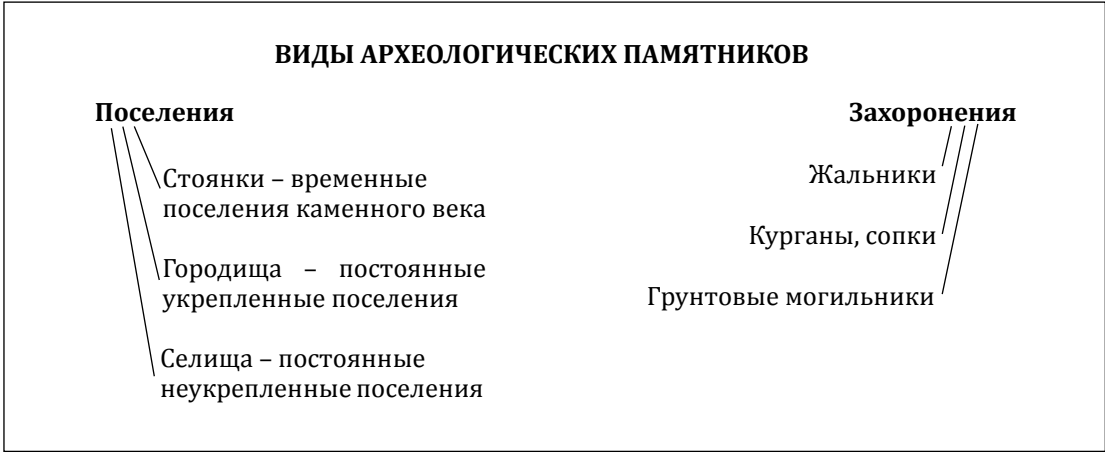 ВИДЫ АРХЕОЛОГИЧЕСКИХ ПАМЯТНИКОВ
Поселения
Стоянки – временные
поселения каменного века
Городища – постоянные
укрепленные поселения
Селища – постоянные
неукрепленные поселения
Захоронения
Жальники
Курганы, сопки
Грунтовые могильники